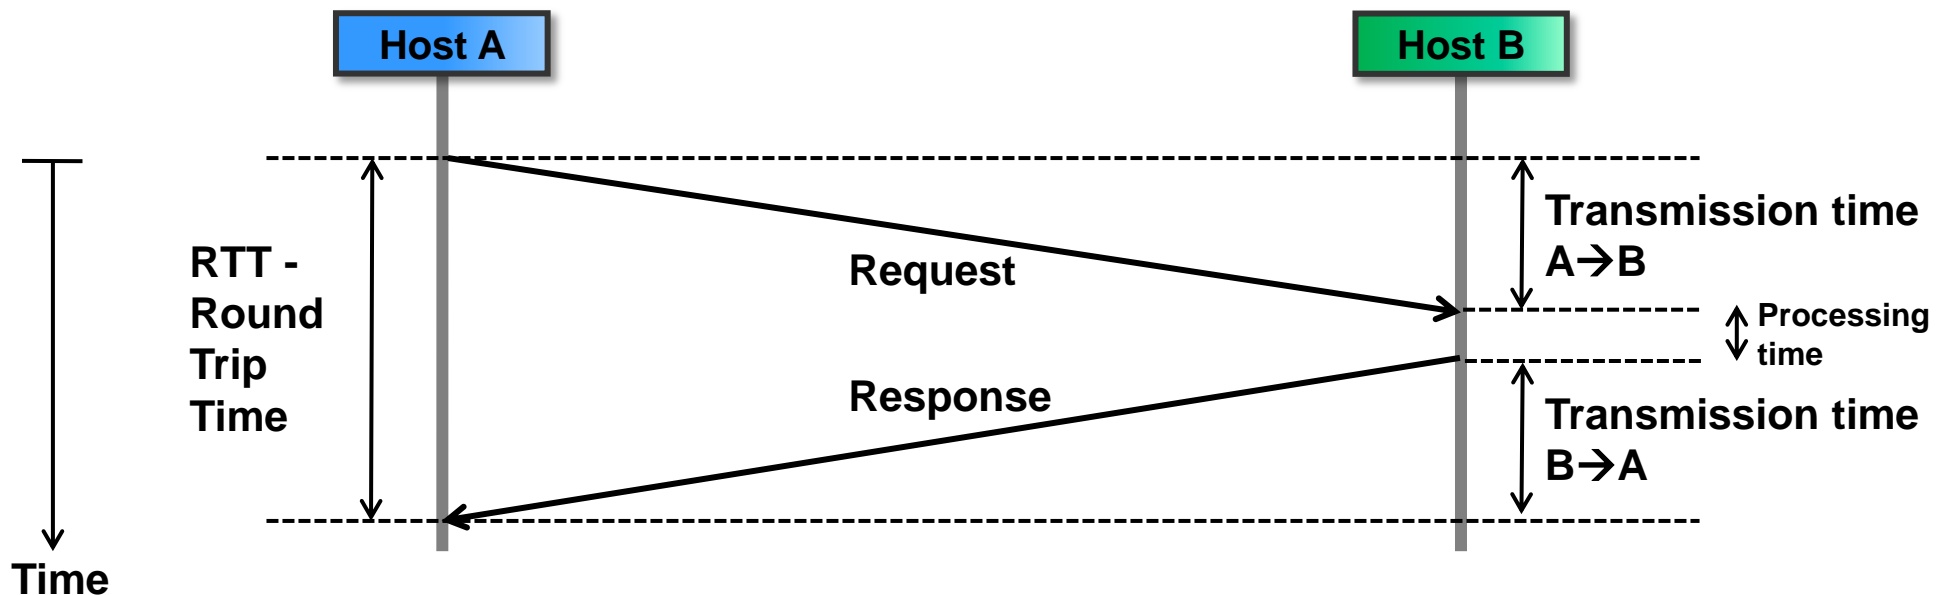 Host A
Host B
Transmission time
A→B
RTT -
Round
Trip
Time
Request
Processing
time
Response
Transmission time
B→A
Time